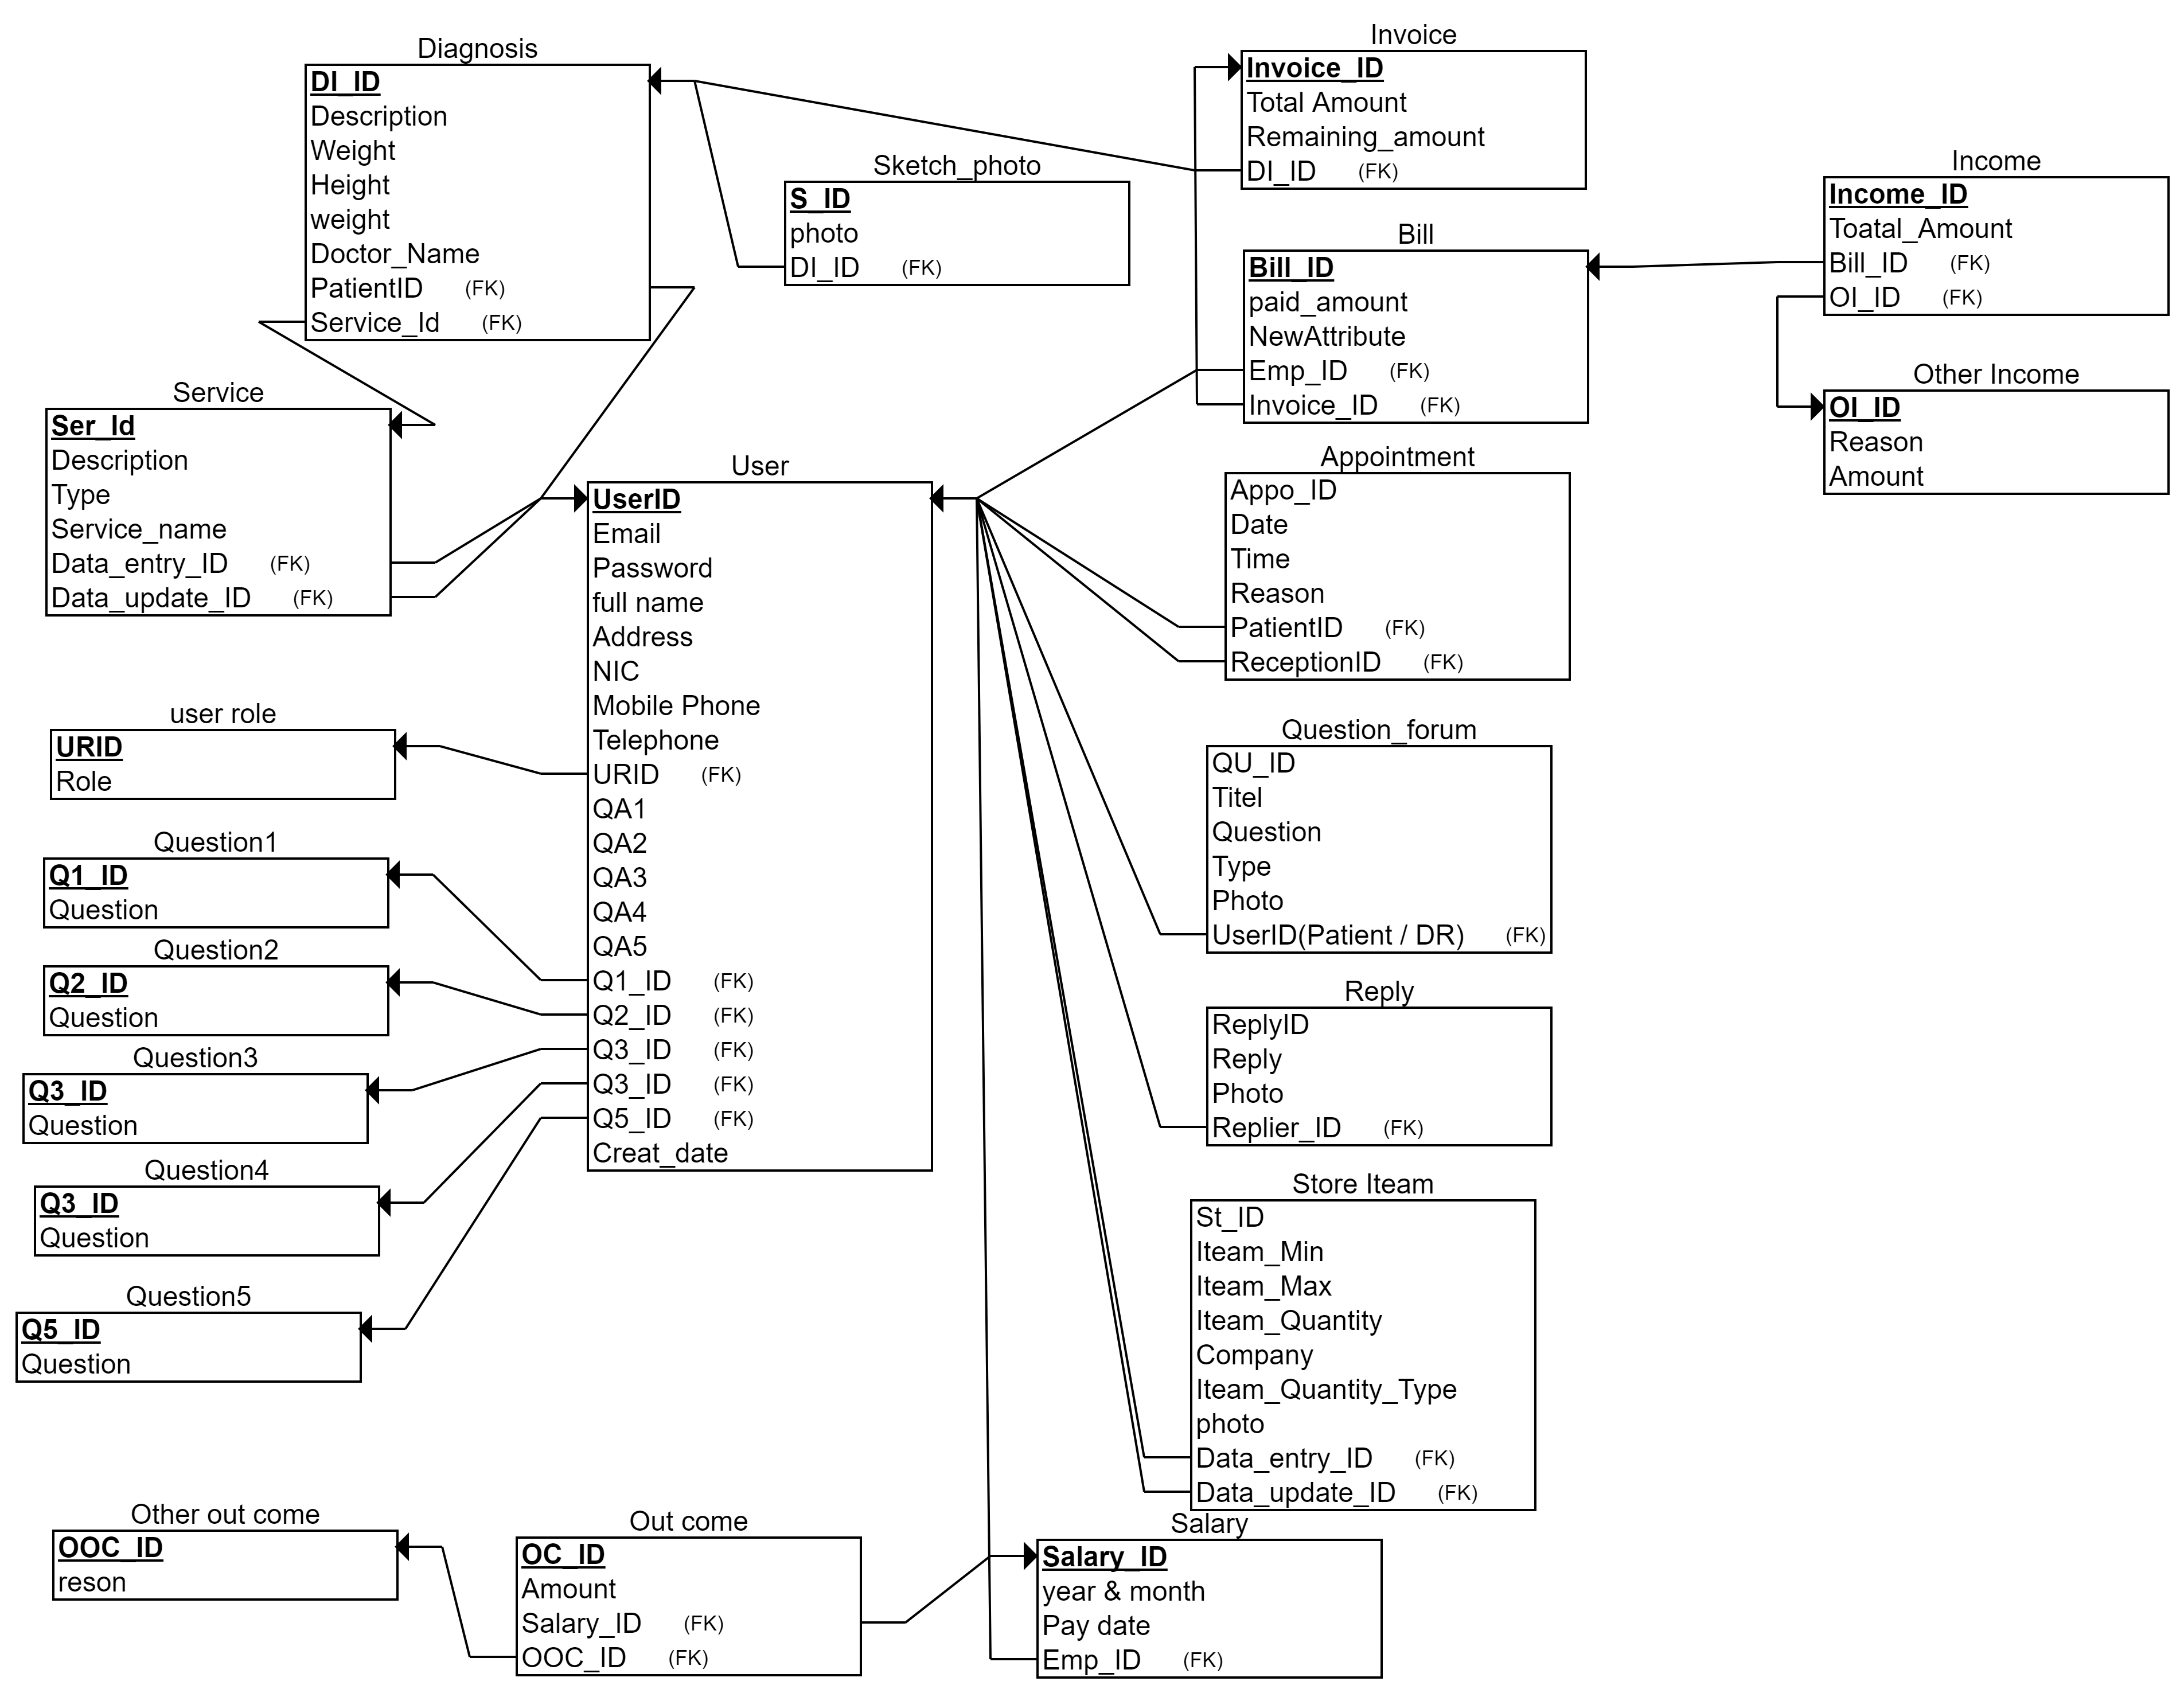 Diagnosis
DI_ID
Description
Weight
Height
weight
Doctor_Name
PatientID (FK)
Service_Id (FK)
Sketch_photo
S_ID
photo
DI_ID (FK)
Invoice
Invoice_ID
Total Amount
Remaining_amount
DI_ID (FK)
Income
Income_ID
Toatal_Amount
Bill_ID (FK)
OI_ID (FK)
Bill
Bill_ID
paid_amount
NewAttribute
Emp_ID (FK)
Invoice_ID (FK)
Other Income
OI_ID
Reason
Amount
Service
Ser_Id
Description
Type
Service_name
Data_entry_ID (FK)
Data_update_ID (FK)
User
UserID
Email
Password
full name
Address
NIC
Mobile Phone
Telephone
URID (FK)
QA1
QA2
QA3
QA4
QA5
Q1_ID (FK)
Q2_ID (FK)
Q3_ID (FK)
Q3_ID (FK)
Q5_ID (FK)
Creat_date
Appointment
Appo_ID
Date
Time
Reason
PatientID (FK)
ReceptionID (FK)
user role
URID
Role
Question1
Q1_ID
Question
Question2
Q2_ID
Question
Question3
Q3_ID
Question
Question4
Q3_ID
Question
Question5
Q5_ID
Question
Question_forum
QU_ID
Titel
Question
Type
Photo
UserID(Patient / DR) (FK)
Reply
ReplyID
Reply
Photo
Replier_ID (FK)
Store Iteam
St_ID
Iteam_Min
Iteam_Max
Iteam_Quantity
Company
Iteam_Quantity_Type
photo
Data_entry_ID (FK)
Data_update_ID (FK)
Other out come
OOC_ID
reson
Out come
OC_ID
Amount
Salary_ID (FK)
OOC_ID (FK)
Salary
Salary_ID
year & month
Pay date
Emp_ID (FK)